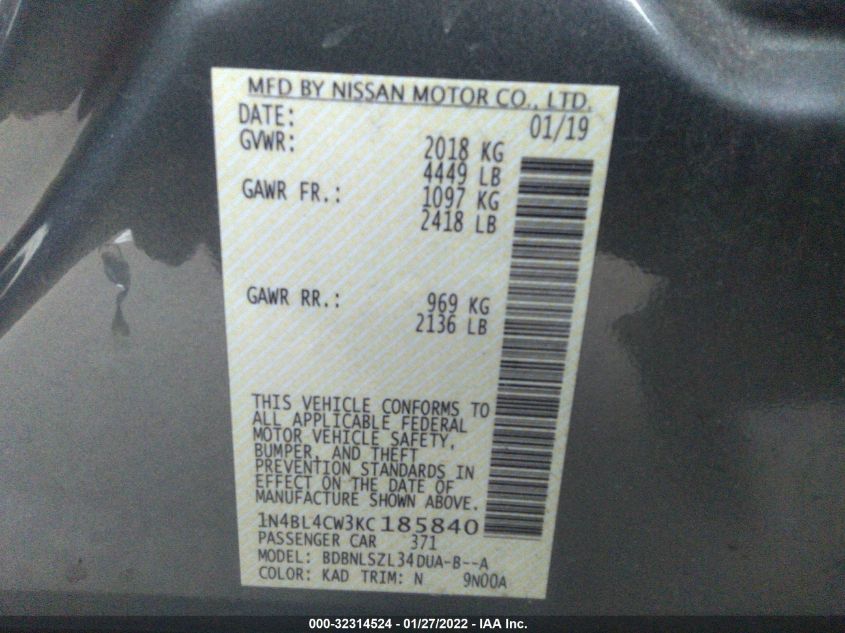 MFD BY NISSAN MOTOR CO., LTD.
DATE: 01/19
GVWR: 2018 KG
4449 LB
GAWR FR.: 1097 KG
2418 LB
GAWR RR.: 969 KG
2136 LB
THIS VEHICLE CONFORMS TO
ALL APPLICABLE FEDERAL
MOTOR VEHICLE SAFETY,
BUMPER, AND THEFT
PREVENTION STANDARDS IN
EFFECT ON THE DATE OF
MANUFACTURE SHOWN ABOVE.
1N4BL4CW3KC185840
PASSENGER CAR 371
MODEL: BDBNLSZL34DUA-B--A
COLOR: KAD TRIM: N 9N00A
000-32314524 - 01/27/2022 - IAA Inc.